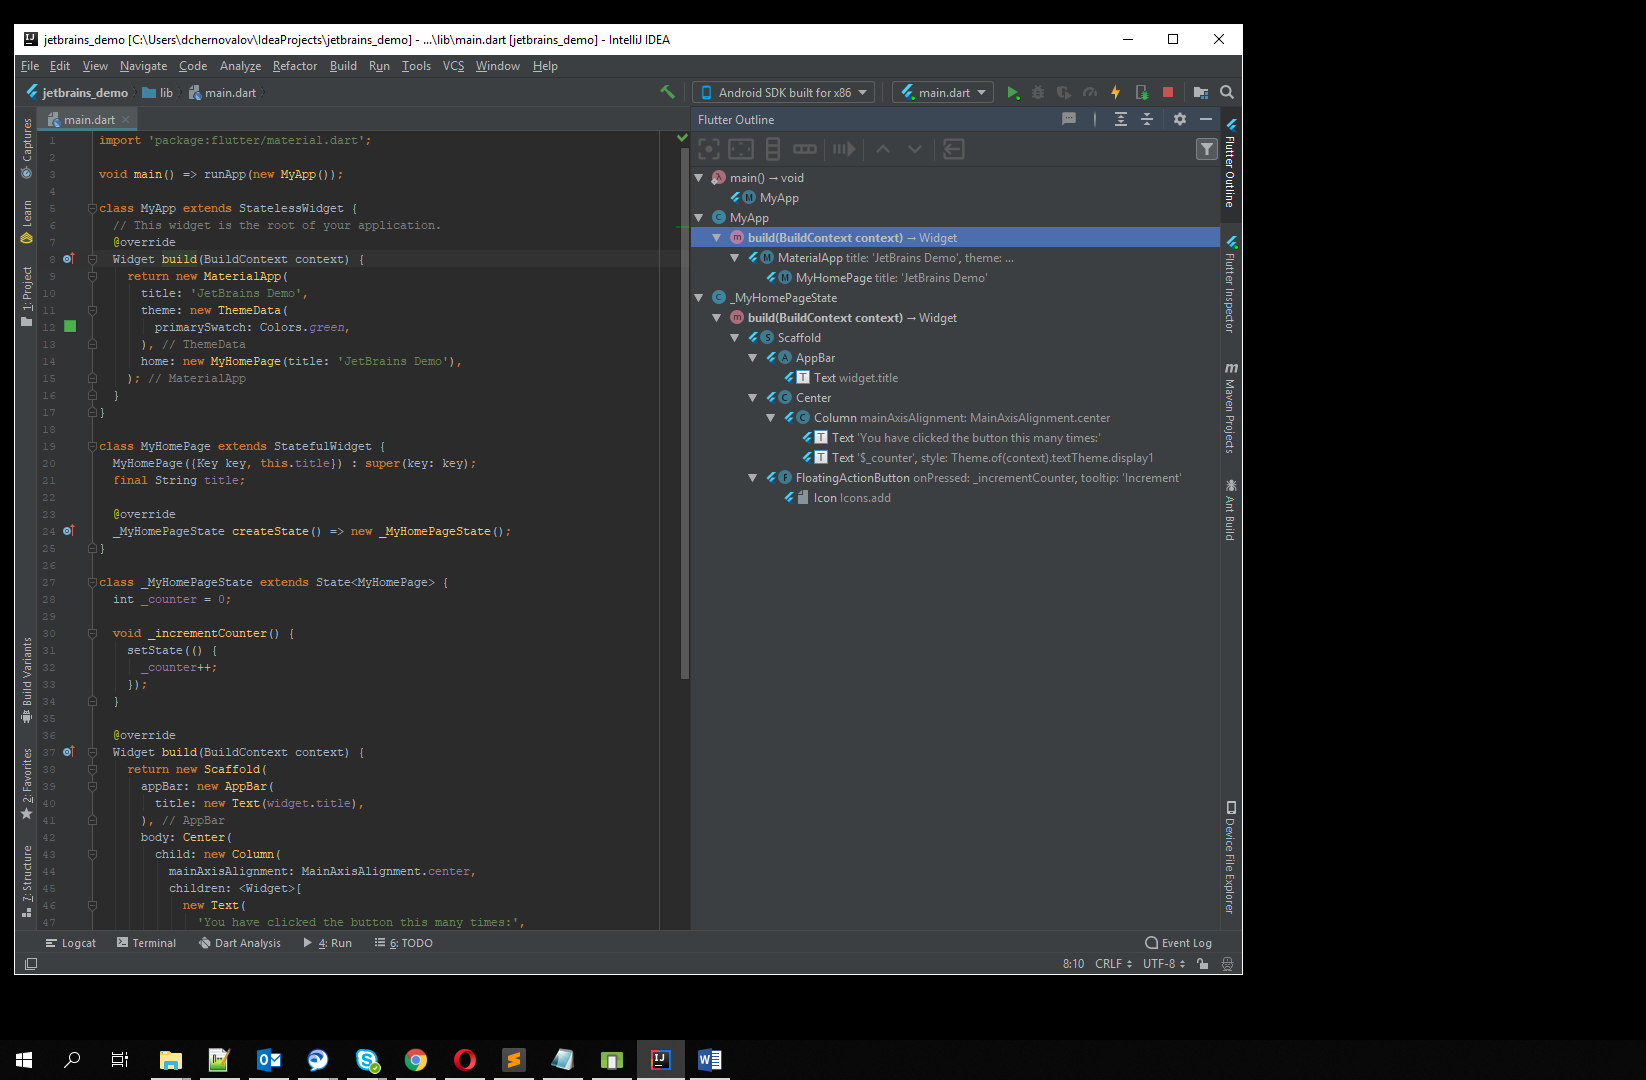 jetbrains_demo [C:\Users\dchernovalov\IdeaProjects\jetbrains_demo] - ...\lib\main.dart [jetbrains_demo] - IntelliJ IDEA
File Edit View Navigate Code Analyze Refactor Build Run Tools VCS Window Help
jetbrains_demo lib main.dart Android SDK built for x86 main.dart
main.dart
1 import 'package:flutter/material.dart';
2
3 void main() => runApp(new MyApp());
4
5 class MyApp extends StatelessWidget {
6 // This widget is the root of your application.
7 @override
8 Widget build(BuildContext context) {
9 return new MaterialApp(
10 title: 'JetBrains Demo',
11 theme: new ThemeData(
12 primarySwatch: Colors.green,
13 ), // ThemeData
14 home: new MyHomePage(title: 'JetBrains Demo'),
15 ); // MaterialApp
16 }
17 }
18
19 class MyHomePage extends StatefulWidget {
20 MyHomePage({Key key, this.title}) : super(key: key);
21 final String title;
22
23 @override
24 _MyHomePageState createState() => new _MyHomePageState();
25 }
26
27 class _MyHomePageState extends State<MyHomePage> {
28 int _counter = 0;
29
30 void _incrementCounter() {
31 setState(() {
32 _counter++;
33 });
34 }
35
36 @override
37 Widget build(BuildContext context) {
38 return new Scaffold(
39 appBar: new AppBar(
40 title: new Text(widget.title),
41 ), // AppBar
42 body: Center(
43 child: new Column(
44 mainAxisAlignment: MainAxisAlignment.center,
45 children: <Widget>[
46 new Text(
47 'You have clicked the button this many times:',
Flutter Outline
main() → void
MyApp
MyApp
build(BuildContext context) → Widget
MaterialApp title: 'JetBrains Demo', theme: ...
MyHomePage title: 'JetBrains Demo'
_MyHomePageState
build(BuildContext context) → Widget
Scaffold
AppBar
Text widget.title
Center
Column mainAxisAlignment: MainAxisAlignment.center
Text 'You have clicked the button this many times:'
Text '$_counter', style: Theme.of(context).textTheme.display1
FloatingActionButton onPressed: _incrementCounter, tooltip: 'Increment'
Icon Icons.add
Captures
Learn
1: Project
Build Variants
2: Favorites
7: Structure
Flutter Outline
Flutter Inspector
Maven Projects
Ant Build
Device File Explorer
Logcat Terminal Dart Analysis 4: Run 6: TODO Event Log
8:10 CRLF UTF-8